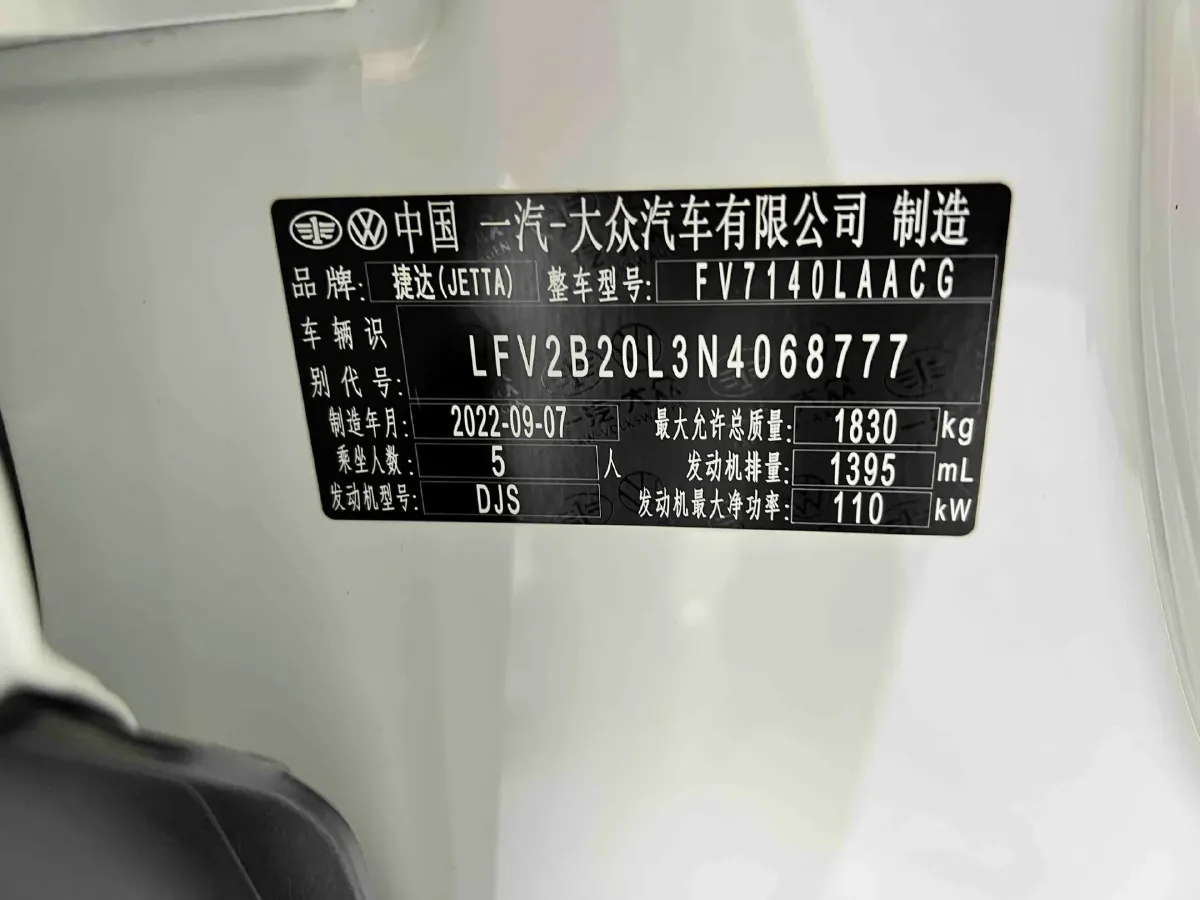 中国 一汽-大众汽车有限公司 制造
品牌: 捷达(JETTA) 整车型号: FV7140LAACG
车辆识别代号: LFV2B20L3N4068777
制造年月: 2022-09-07 最大允许总质量: 1830 kg
乘坐人数: 5 人 发动机排量: 1395 mL
发动机型号: DJS 发动机最大净功率: 110 kW